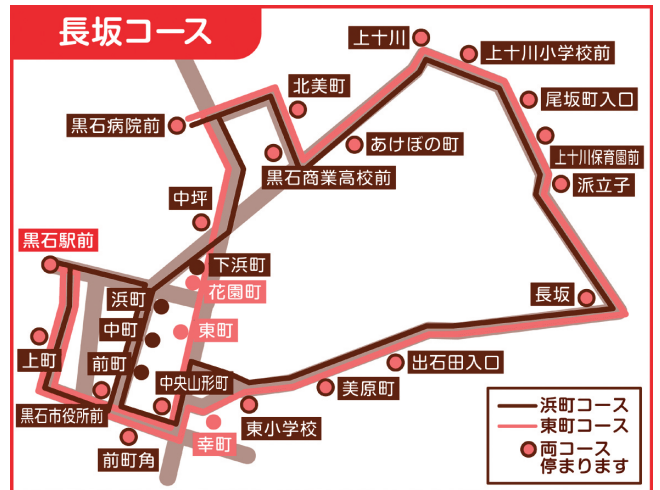 長坂コース
上十川
上十川小学校前
北美町
尾坂町入口
黒石病院前
あけぼの町
上十川保育園前
黒石商業高校前
派立子
中坪
黒石駅前
下浜町
花園町
長坂
浜町
中町
東町
上町
前町
出石田入口
中央山形町
美原町
黒石市役所前
東小学校
前町角
幸町
浜町コース
東町コース
両コース
停まります